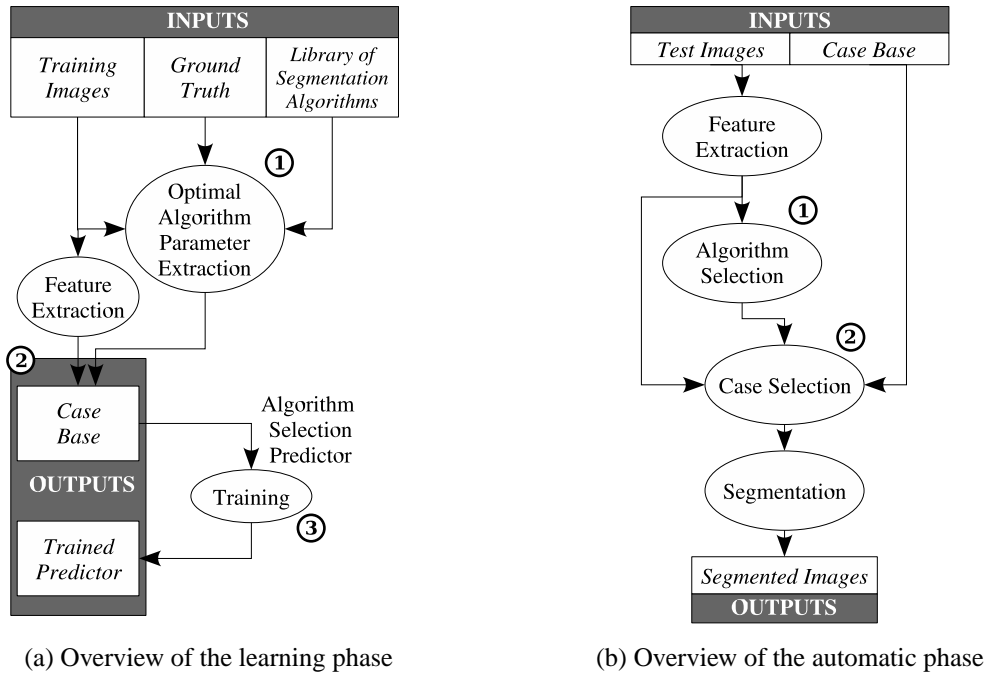 INPUTS
Training
Images
Ground
Truth
Library of
Segmentation
Algorithms
1
Optimal
Algorithm
Parameter
Extraction
Feature
Extraction
2
Case
Base
OUTPUTS
Trained
Predictor
Algorithm
Selection
Predictor
Training
3
(a) Overview of the learning phase
INPUTS
Test Images
Case Base
Feature
Extraction
1
Algorithm
Selection
2
Case Selection
Segmentation
Segmented Images
OUTPUTS
(b) Overview of the automatic phase